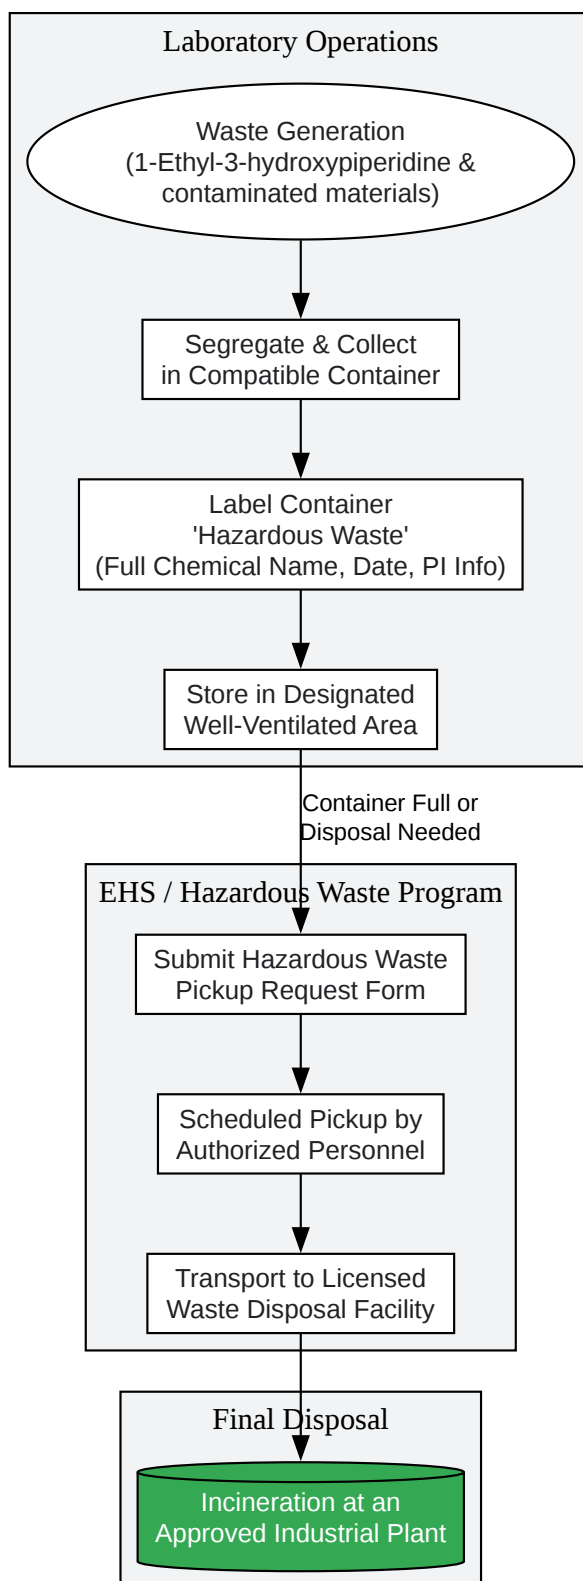 Laboratory Operations
Waste Generation
(1-Ethyl-3-hydroxypiperidine &
contaminated materials)
Segregate & Collect
in Compatible Container
Label Container
'Hazardous Waste'
(Full Chemical Name, Date, PI Info)
Store in Designated
Well-Ventilated Area
Container Full or
Disposal Needed
EHS / Hazardous Waste Program
Submit Hazardous Waste
Pickup Request Form
Scheduled Pickup by
Authorized Personnel
Transport to Licensed
Waste Disposal Facility
Final Disposal
Incineration at an
Approved Industrial Plant